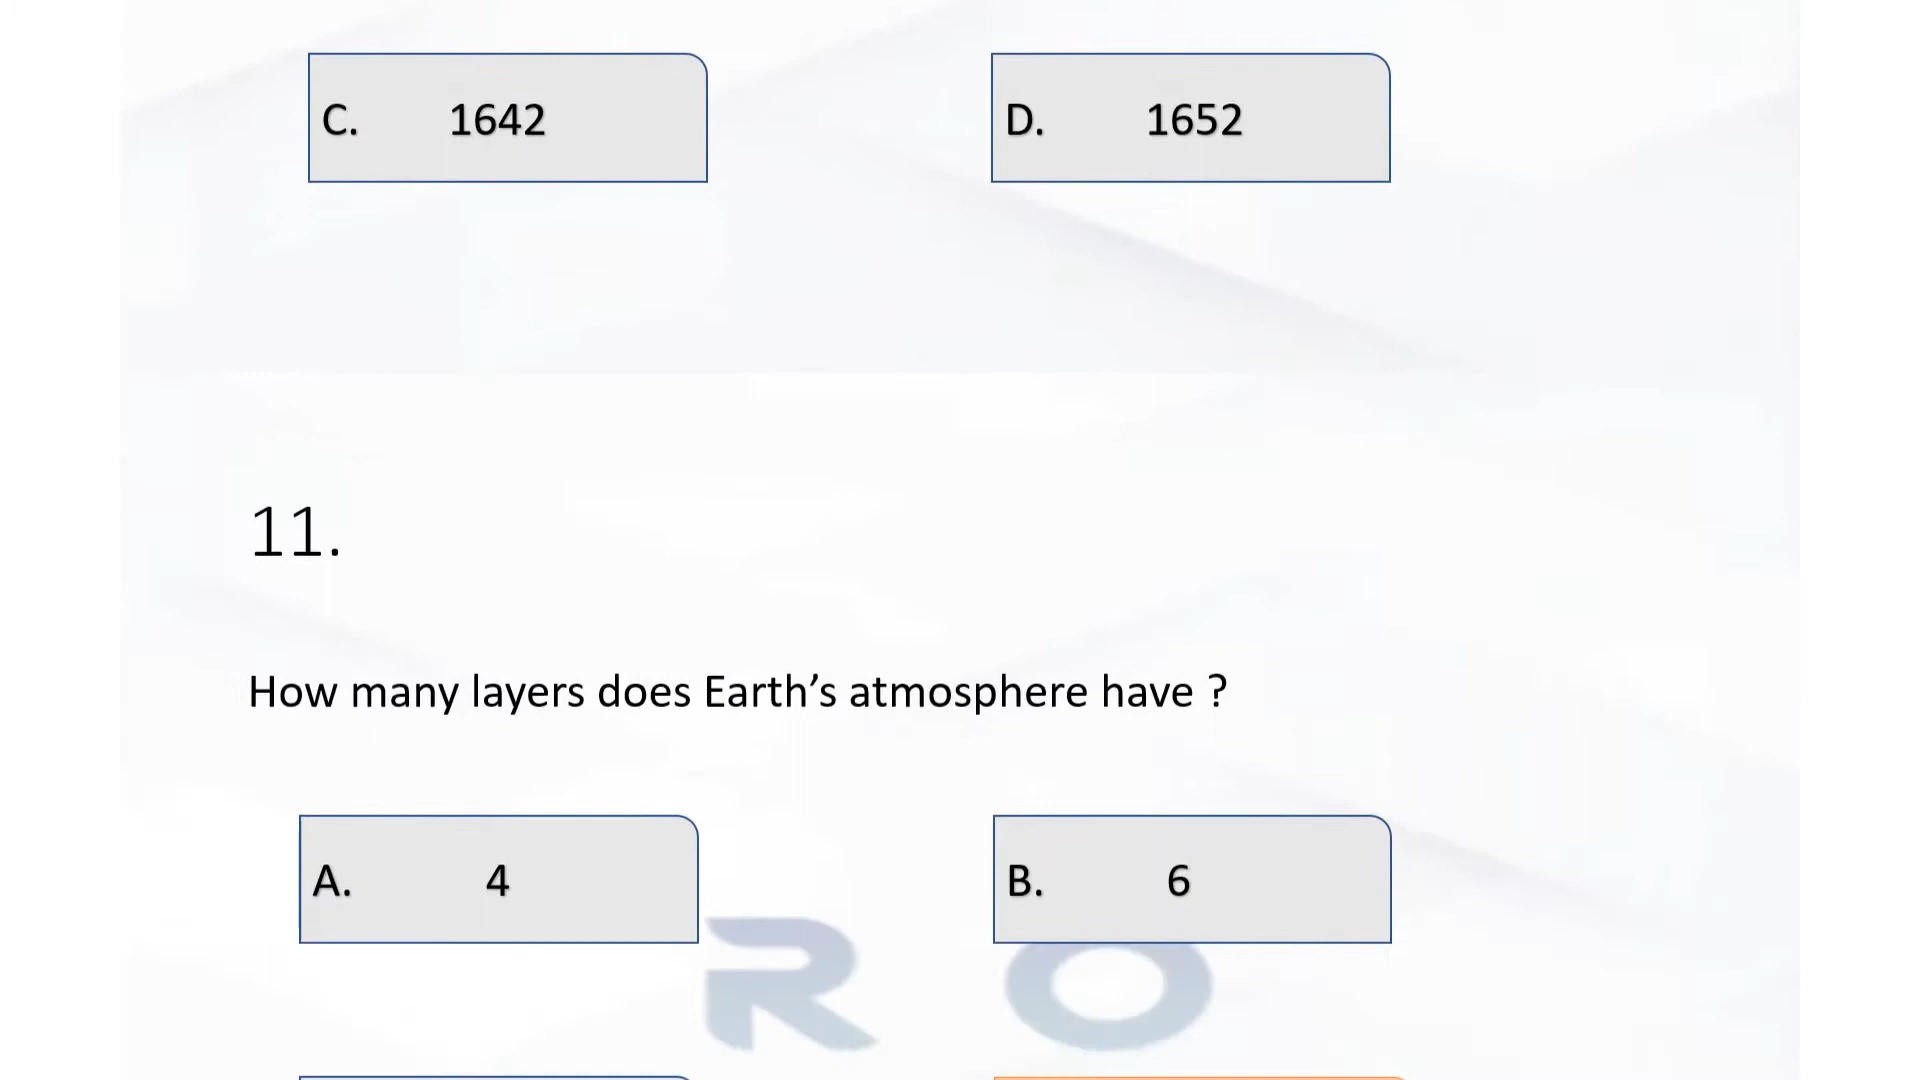 C. 1642 D. 1652
11.
How many layers does Earth’s atmosphere have ?
A. 4 B. 6
R O